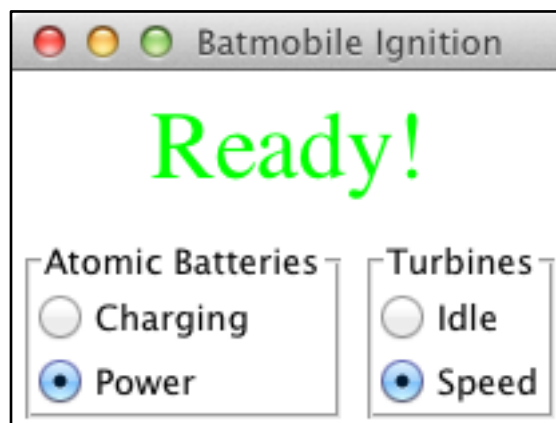 Batmobile Ignition
Ready!
Atomic Batteries
Charging
Power
Turbines
Idle
Speed